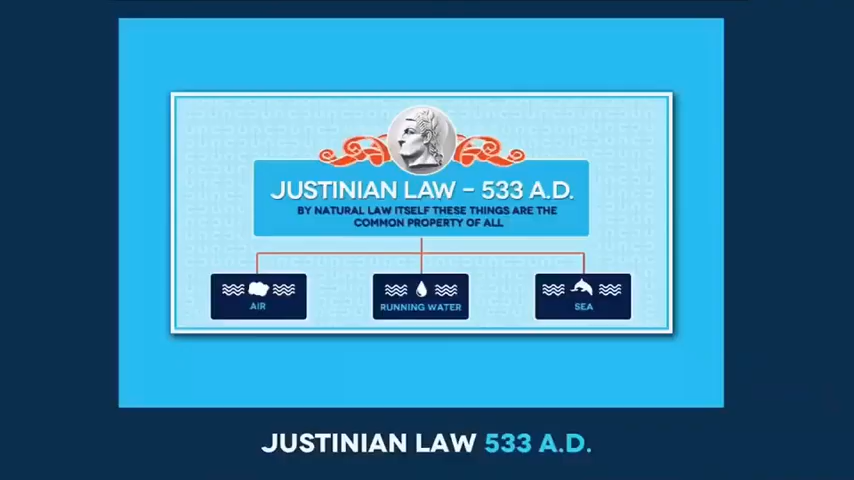 JUSTINIAN LAW – 533 A.D.
BY NATURAL LAW ITSELF THESE THINGS ARE THE
COMMON PROPERTY OF ALL
AIR
RUNNING WATER
SEA
JUSTINIAN LAW 533 A.D.